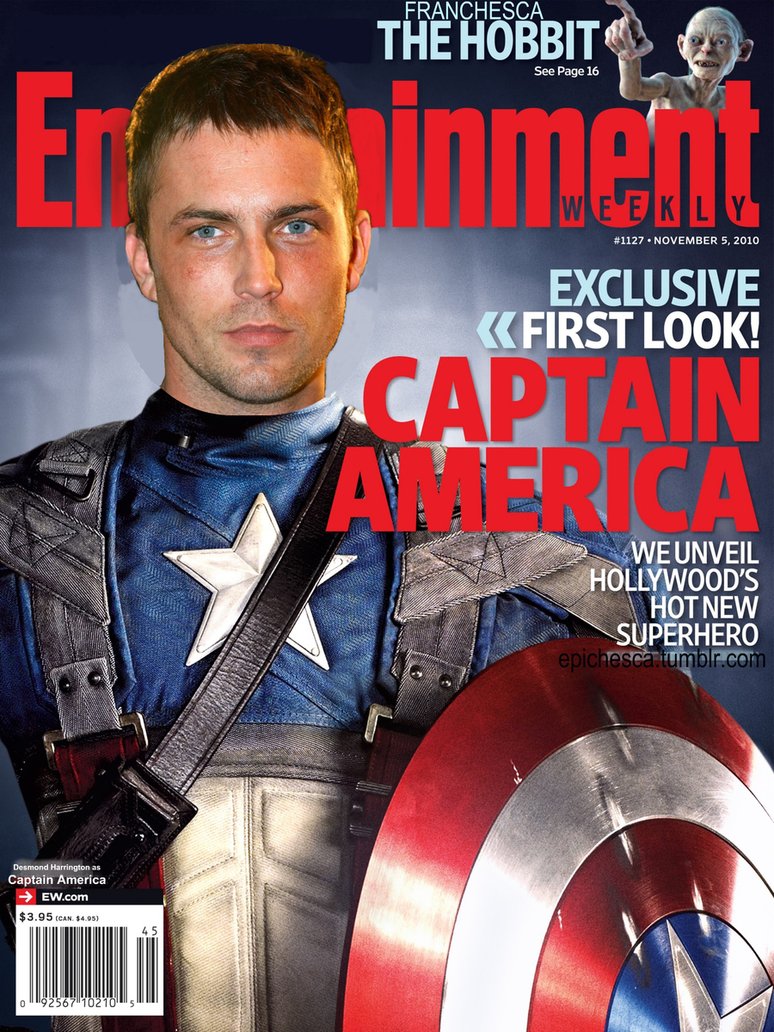 FRANCHESCA
THE HOBBIT
See Page 16
Entertainment
WEEKLY
#1127 • NOVEMBER 5, 2010
EXCLUSIVE
«FIRST LOOK!
CAPTAIN
AMERICA
WE UNVEIL
HOLLYWOOD'S
HOT NEW
SUPERHERO
epichesca.tumblr.com
Desmond Harrington as
Captain America
→ EW.com
$3.95 (CAN. $4.95)
45
0 92567 10210 5